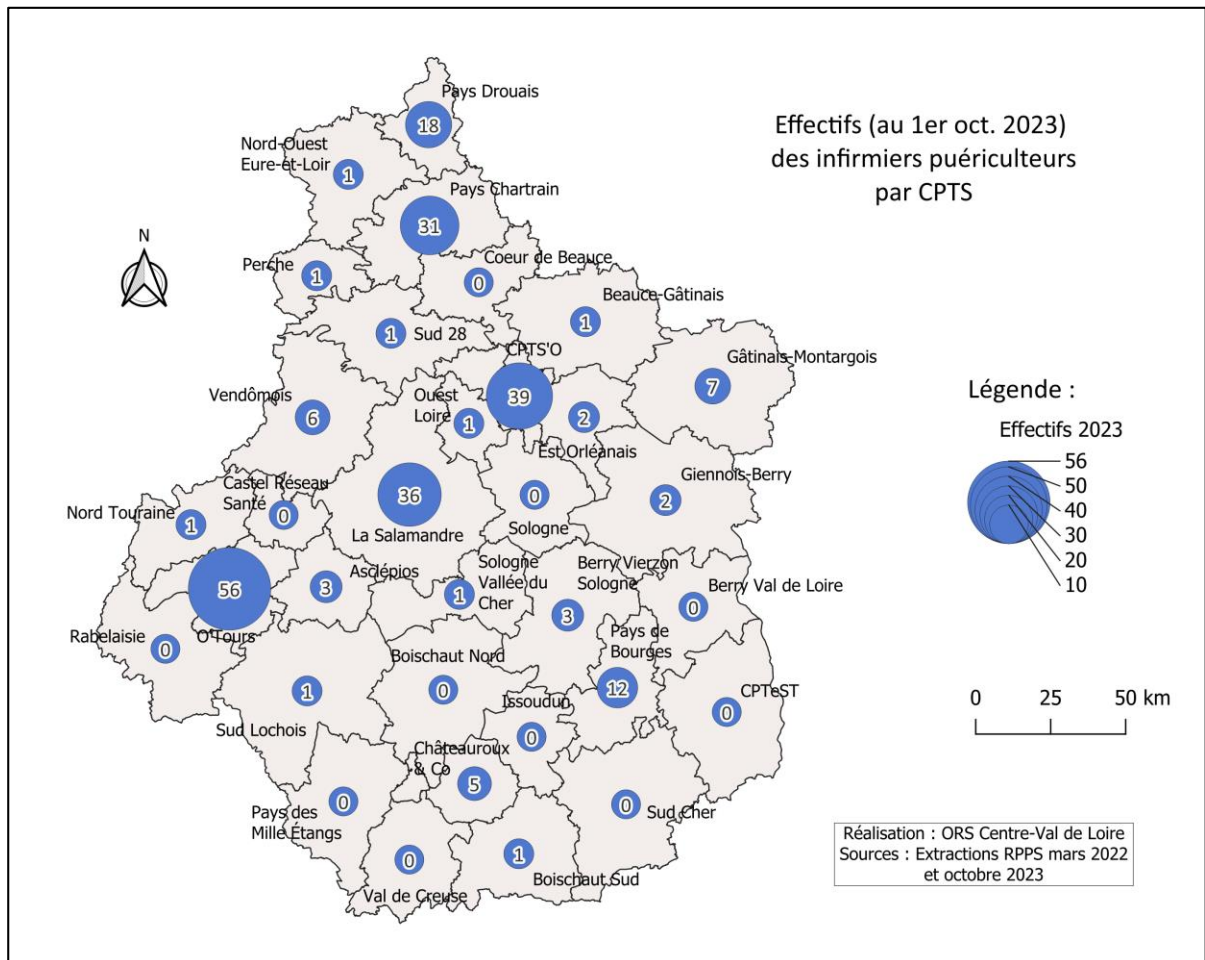 Effectifs (au 1er oct. 2023)
des infirmiers puériculteurs
par CPTS
N
Pays Drouais
18
Nord-Ouest
Eure-et-Loir
1
Pays Chartrain
31
Perche
1
Coeur de Beauce
0
Beauce-Gâtinais
1
1
Sud 28
CPTS'O
39
Gâtinais-Montargois
7
Vendômois
6
Ouest
Loire
1
2
Est Orléanais
Giennois-Berry
2
Castel Réseau
Santé
0
36
La Salamandre
0
Sologne
Nord Touraine
1
56
O'Tours
Asclépios
3
Sologne
Vallée du
Cher
1
Berry Vierzon
Sologne
3
Berry Val de Loire
0
Rabelaisie
0
Pays de
Bourges
12
Boischaut Nord
0
1
Sud Lochois
Issoudun
0
CPTeST
0
Châteauroux
& Co
5
0
Pays des
Mille Étangs
0
Sud Cher
0
Val de Creuse
1
Boischaut Sud
Légende :
Effectifs 2023
56
50
40
30
20
10
0 25 50 km
Réalisation : ORS Centre-Val de Loire
Sources : Extractions RPPS mars 2022
et octobre 2023